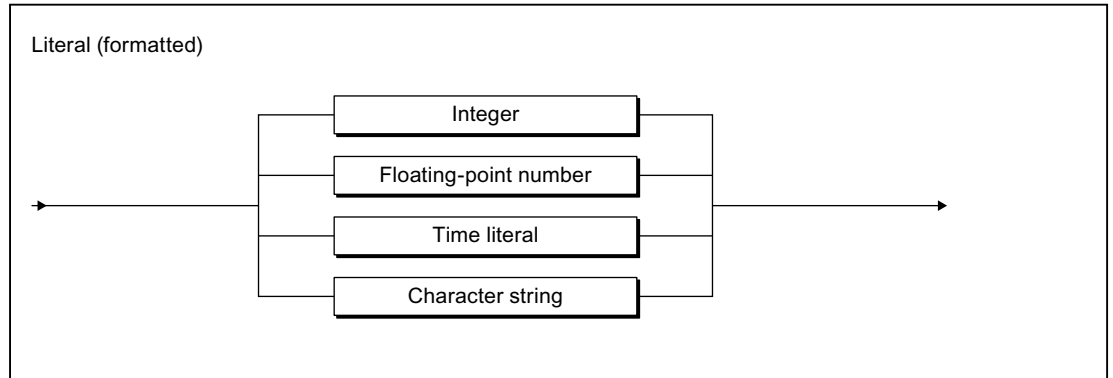 Literal (formatted)
Integer
Floating-point number
Time literal
Character string